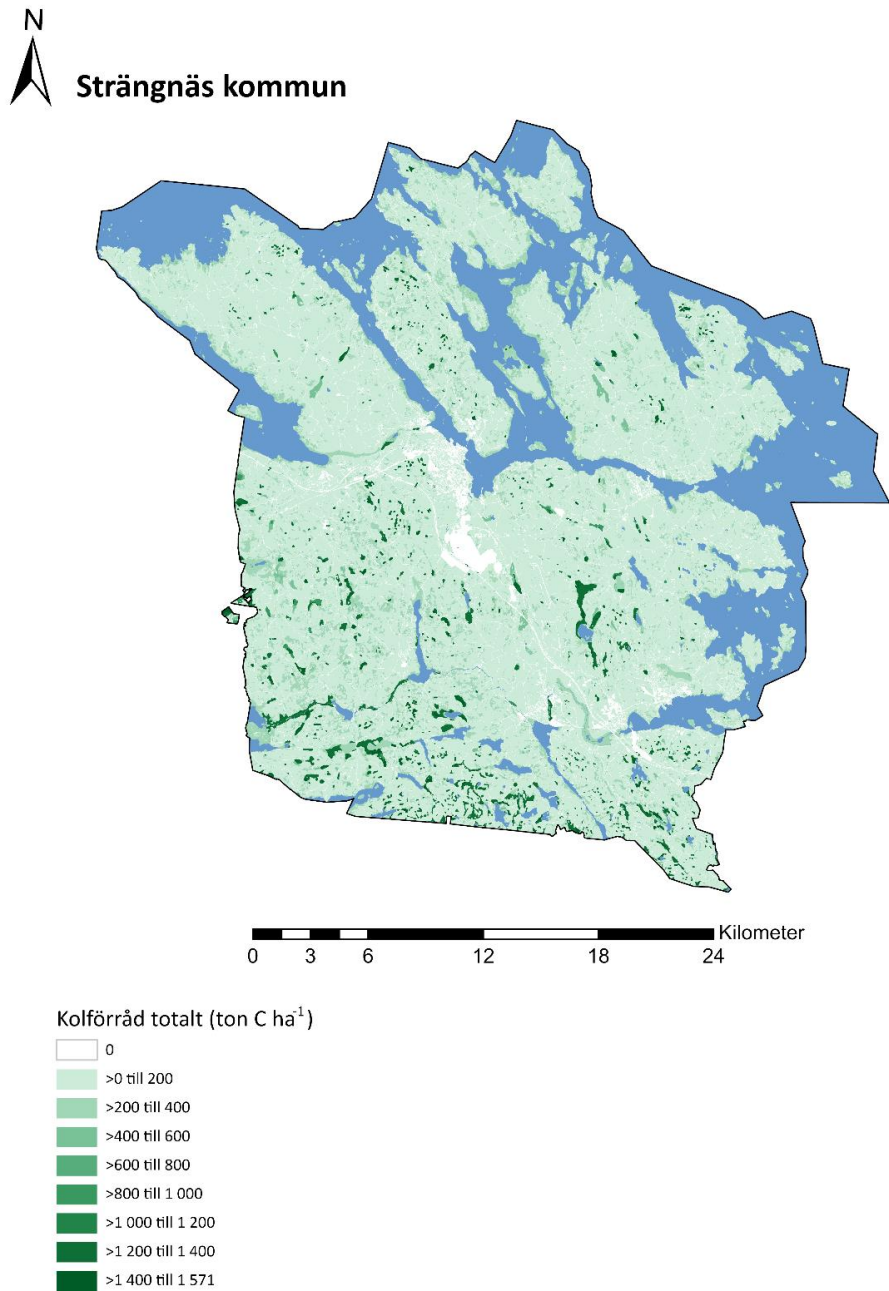 N
Strängnäs kommun
Kilometer
0 3 6 12 18 24
Kolförråd totalt (ton C ha-1)
0
>0 till 200
>200 till 400
>400 till 600
>600 till 800
>800 till 1 000
>1 000 till 1 200
>1 200 till 1 400
>1 400 till 1 571